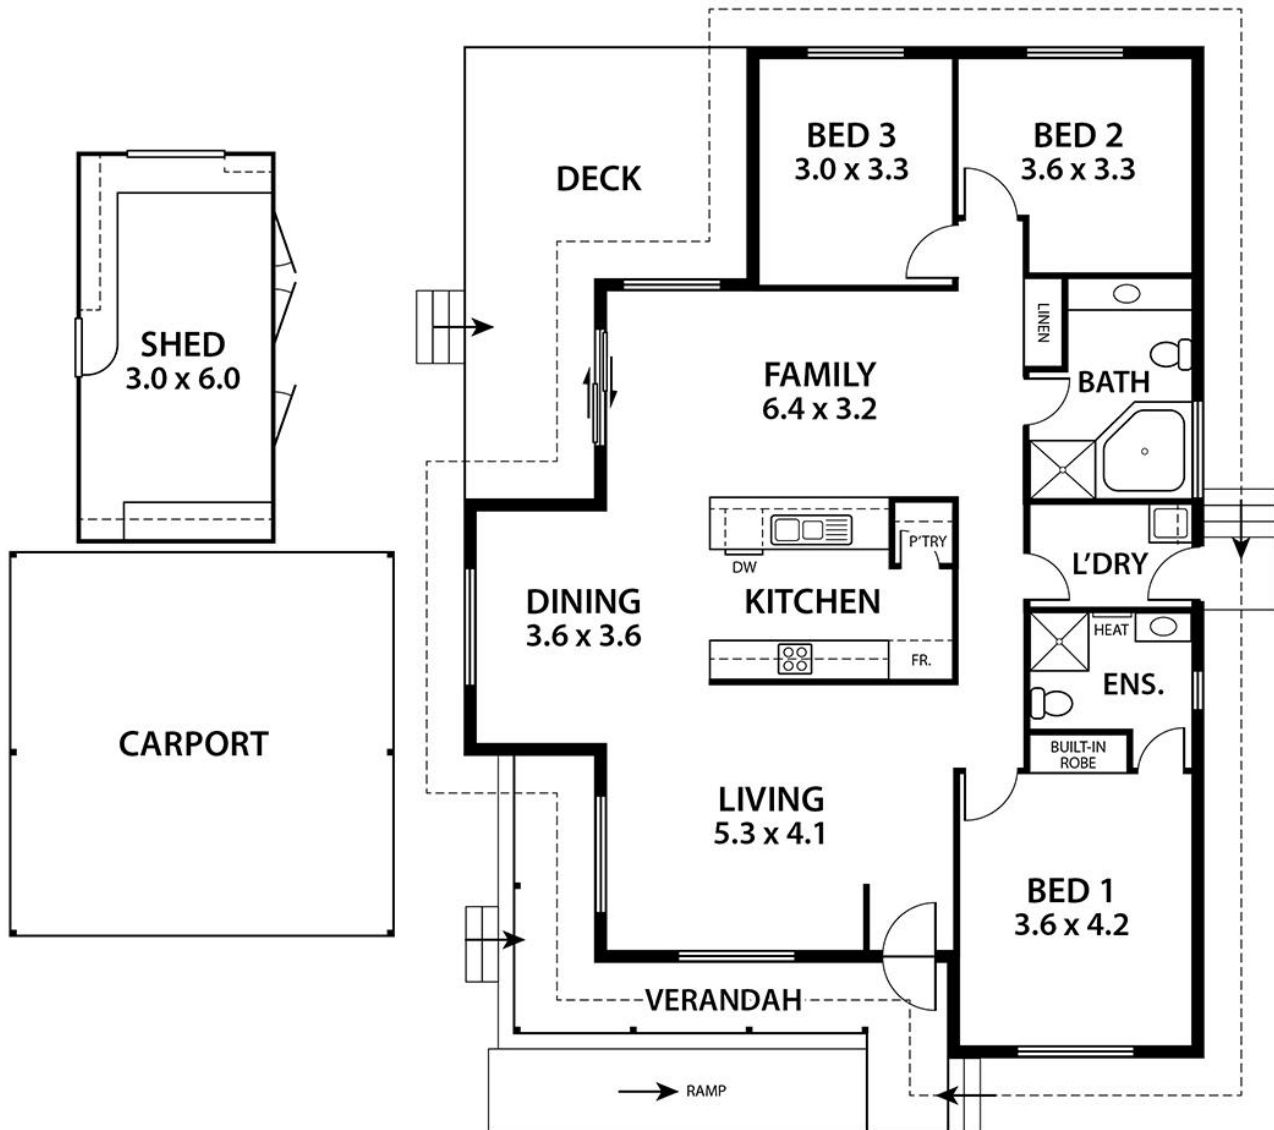 BED 3
3.0 x 3.3
BED 2
3.6 x 3.3
DECK
SHED
3.0 x 6.0
LINEN
FAMILY
6.4 x 3.2
BATH
P'TRY
DW
L'DRY
DINING
3.6 x 3.6
KITCHEN
HEAT
FR.
ENS.
CARPORT
BUILT-IN
ROBE
LIVING
5.3 x 4.1
BED 1
3.6 x 4.2
VERANDAH
RAMP